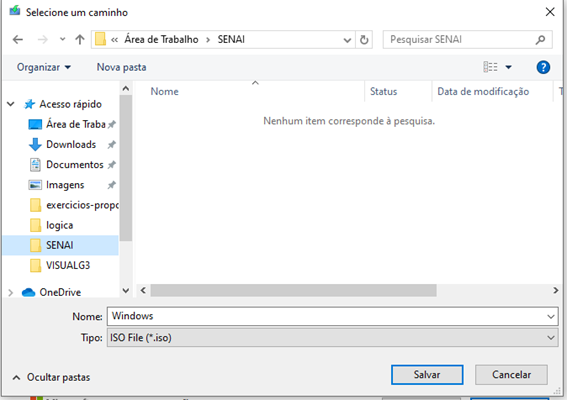 Selecione um caminho
« Área de Trabalho > SENAI
Pesquisar SENAI
Organizar
Nova pasta
?
Acesso rápido
Área de Traba
Downloads
Documentos
Imagens
exercicios-propo
logica
SENAI
VISUALG3
OneDrive
Nome Status Data de modificação T
Nenhum item corresponde à pesquisa.
Nome: Windows
Tipo: ISO File (*.iso)
Ocultar pastas
Salvar
Cancelar